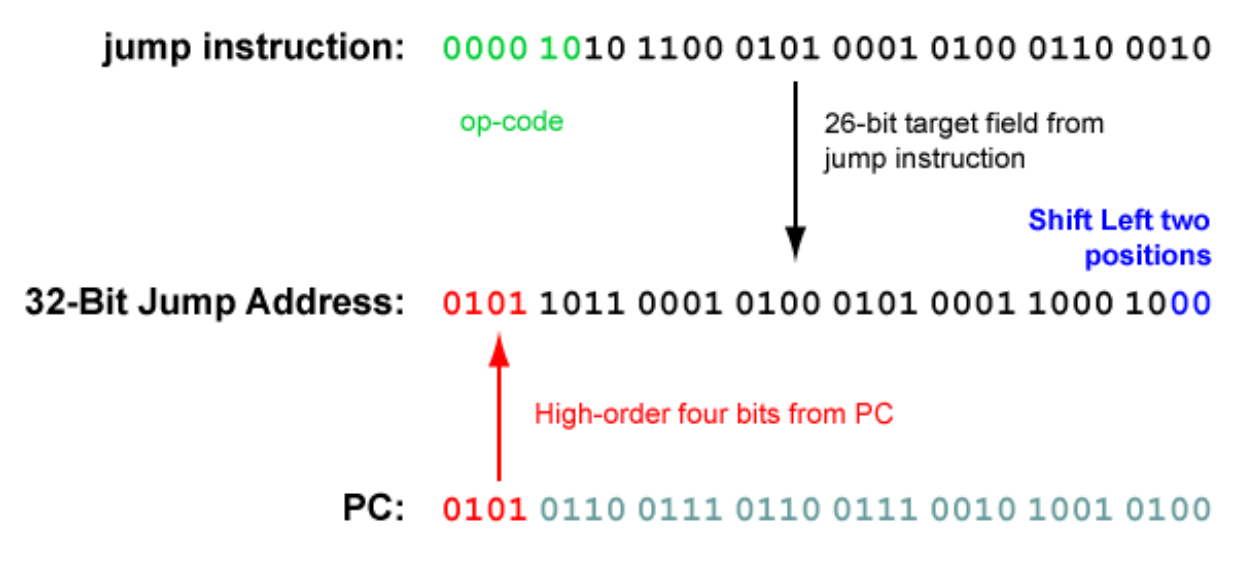 jump instruction: 0000 1010 1100 0101 0001 0100 0110 0010
op-code
26-bit target field from
jump instruction
Shift Left two
positions
32-Bit Jump Address: 0101 1011 0001 0100 0101 0001 1000 1000
High-order four bits from PC
PC: 0101 0110 0111 0110 0111 0010 1001 0100